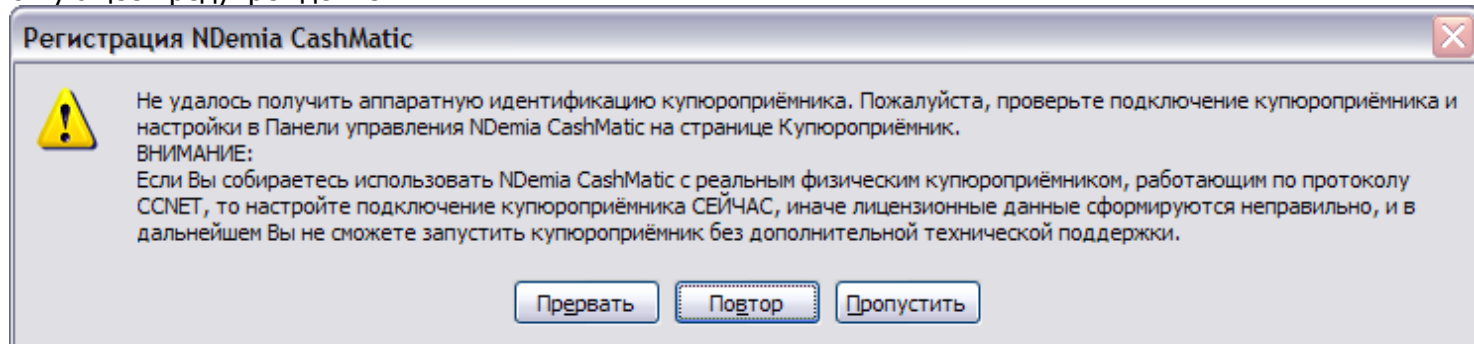 Регистрация NDemia CashMatic
Не удалось получить аппаратную идентификацию купюроприёмника. Пожалуйста, проверьте подключение купюроприёмника и
настройки в Панели управления NDemia CashMatic на странице Купюроприёмник.
ВНИМАНИЕ:
Если Вы собираетесь использовать NDemia CashMatic с реальным физическим купюроприёмником, работающим по протоколу
CCNET, то настройте подключение купюроприёмника СЕЙЧАС, иначе лицензионные данные сформируются неправильно, и в
дальнейшем Вы не сможете запустить купюроприёмник без дополнительной технической поддержки.
Прервать Повтор Пропустить